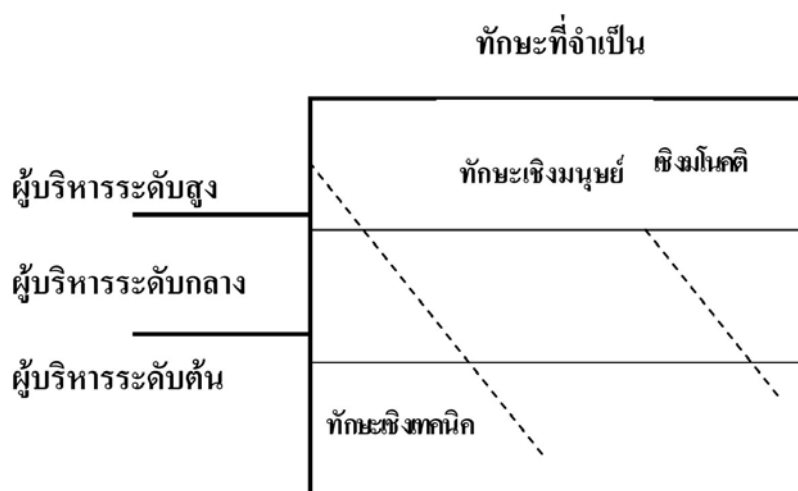 ทักษะที่จำเป็น
ทักษะเชิงมนุษย์ เชิงมโนคติ
ผู้บริหารระดับสูง
ผู้บริหารระดับกลาง
ผู้บริหารระดับต้น
ทักษะเชิงเทคนิค